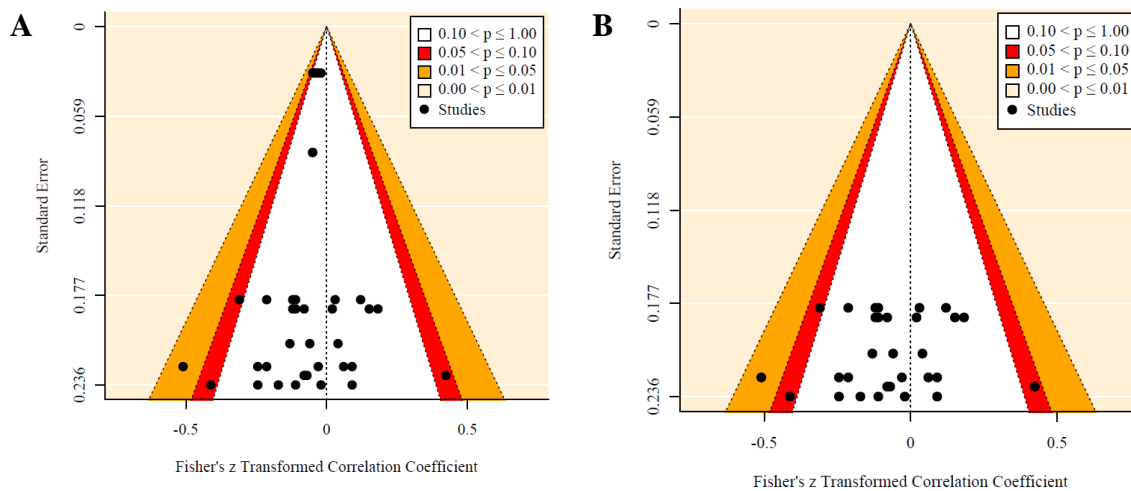 A
0.10 < p ≤ 1.00
0.05 < p ≤ 0.10
0.01 < p ≤ 0.05
0.00 < p ≤ 0.01
Studies
Standard Error
0
0.059
0.118
0.177
0.236
-0.5
0
0.5
Fisher's z Transformed Correlation Coefficient
B
0.10 < p ≤ 1.00
0.05 < p ≤ 0.10
0.01 < p ≤ 0.05
0.00 < p ≤ 0.01
Studies
Standard Error
0
0.059
0.118
0.177
0.236
-0.5
0
0.5
Fisher's z Transformed Correlation Coefficient